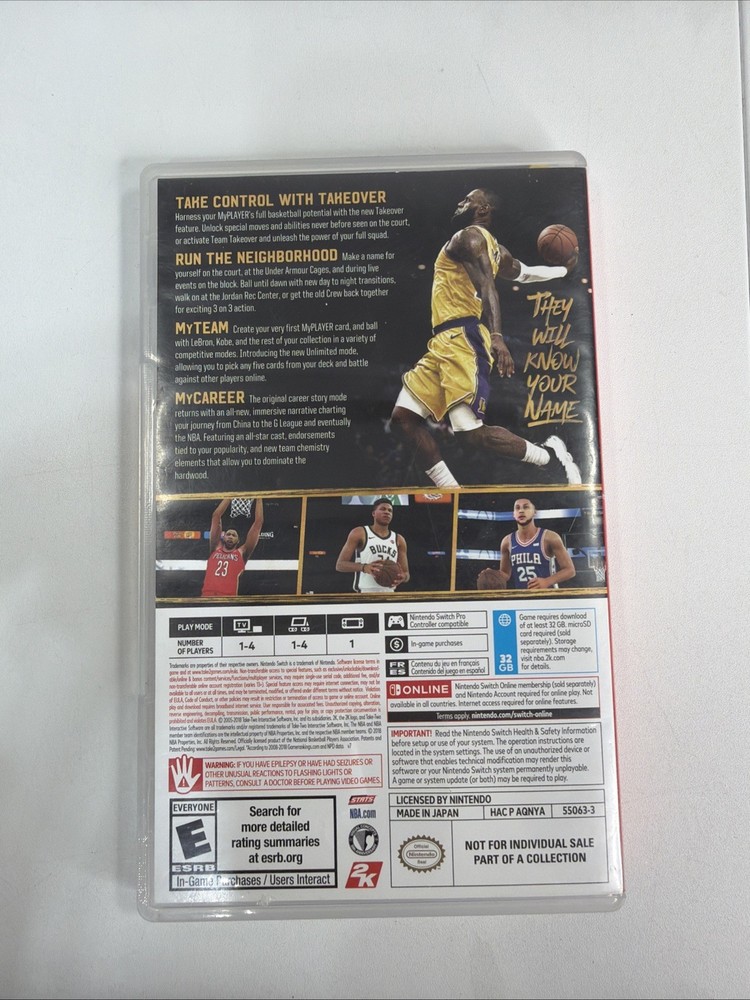 TAKE CONTROL WITH TAKEOVER
Harness your MyPLAYER's full basketball potential with the new Takeover
feature. Unlock special moves and abilities never before seen on the court,
or activate Team Takeover and unleash the power of your full squad.
RUN THE NEIGHBORHOOD Make a name for
yourself on the court, at the Under Armour Cages, and during live
events on the block. Ball until dawn with new day to night transitions,
walk on at the Jordan Rec Center, or get the old Crew back together
for exciting 3 on 3 action.
MyTEAM Create your very first MyPLAYER card, and ball
with LeBron, Kobe, and the rest of your collection in a variety of
competitive modes. Introducing the new Unlimited mode,
allowing you to pick any five cards from your deck and battle
against other players online.
MyCAREER The original career story mode
returns with an all-new, immersive narrative charting
your journey from China to the G League and eventually
the NBA. Featuring an all-star cast, endorsements
tied to your popularity, and new team chemistry
elements that allow you to dominate the
hardwood.
THEY
WILL
KNOW
YOUR
NAME
PELICANS
23
BUCKS
PHILA
25
PLAY MODE
TV
NUMBER
OF PLAYERS
1-4
1-4
1
Nintendo Switch Pro
Controller compatible
In-game purchases
FR
ES
Contenu du jeu en français
Contenido del juego en español
32
GB
Game requires download
of at least 32 GB. microSD
card required (sold
separately). Storage
requirements may change,
visit nba.2k.com
for details.
ONLINE
Nintendo Switch Online membership (sold separately)
and Nintendo Account required for online play. Not
available in all countries. Internet access required for online features.
Terms apply. nintendo.com/switch-online
IMPORTANT! Read the Nintendo Switch Health & Safety Information
before setup or use of your system. The operation instructions are
located in the system settings. The use of an unauthorized device or
software that enables technical modification may render this
software or your Nintendo Switch system permanently unplayable.
A game or system update (or both) may be required to play.
WARNING: IF YOU HAVE EPILEPSY OR HAVE HAD SEIZURES OR
OTHER UNUSUAL REACTIONS TO FLASHING LIGHTS OR
PATTERNS, CONSULT A DOCTOR BEFORE PLAYING VIDEO GAMES.
EVERYONE
E
ESRB
Search for
more detailed
rating summaries
at esrb.org
In-Game Purchases / Users Interact
STATS
NBA.com
2K
LICENSED BY NINTENDO
MADE IN JAPAN
HAC P AQNYA
55063-3
Official
Nintendo
Seal
NOT FOR INDIVIDUAL SALE
PART OF A COLLECTION